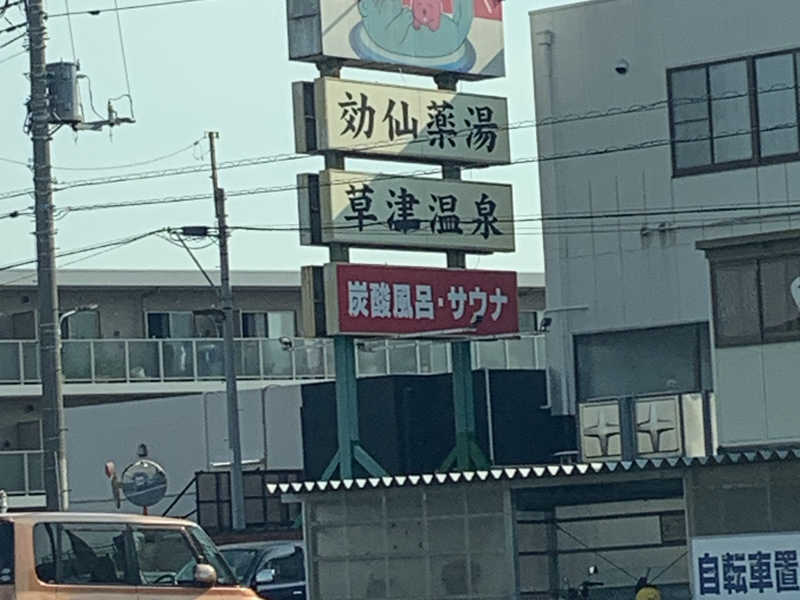 効仙薬湯
草津温泉
炭酸風呂・サウナ
自転車置